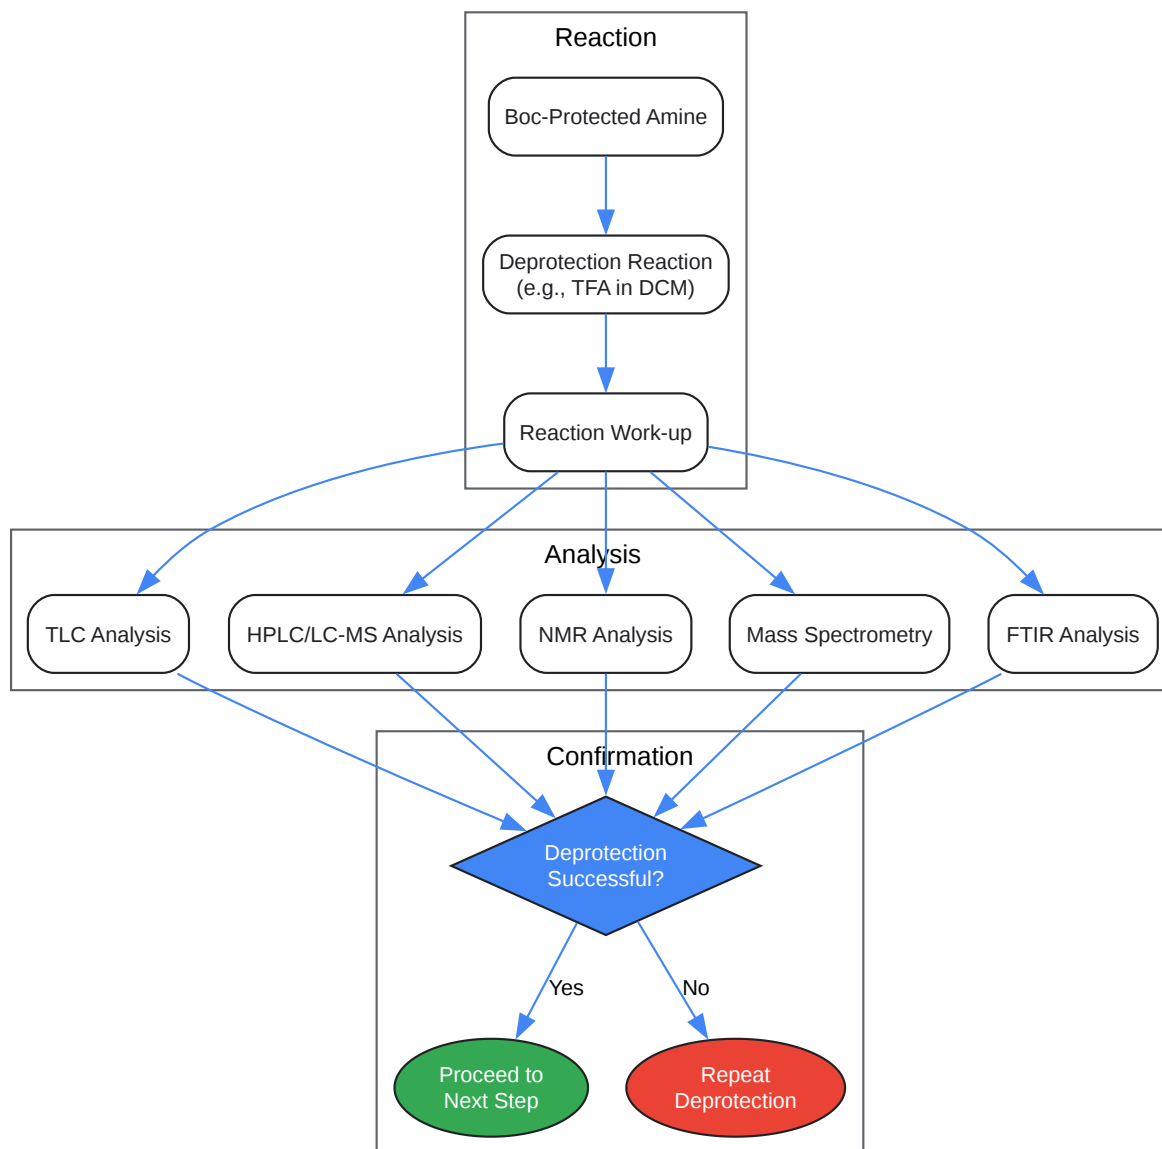 Reaction
Boc-Protected Amine
Deprotection Reaction
(e.g., TFA in DCM)
Reaction Work-up
Analysis
TLC Analysis
HPLC/LC-MS Analysis
NMR Analysis
Mass Spectrometry
FTIR Analysis
Confirmation
Deprotection
Successful?
Yes
No
Proceed to
Next Step
Repeat
Deprotection